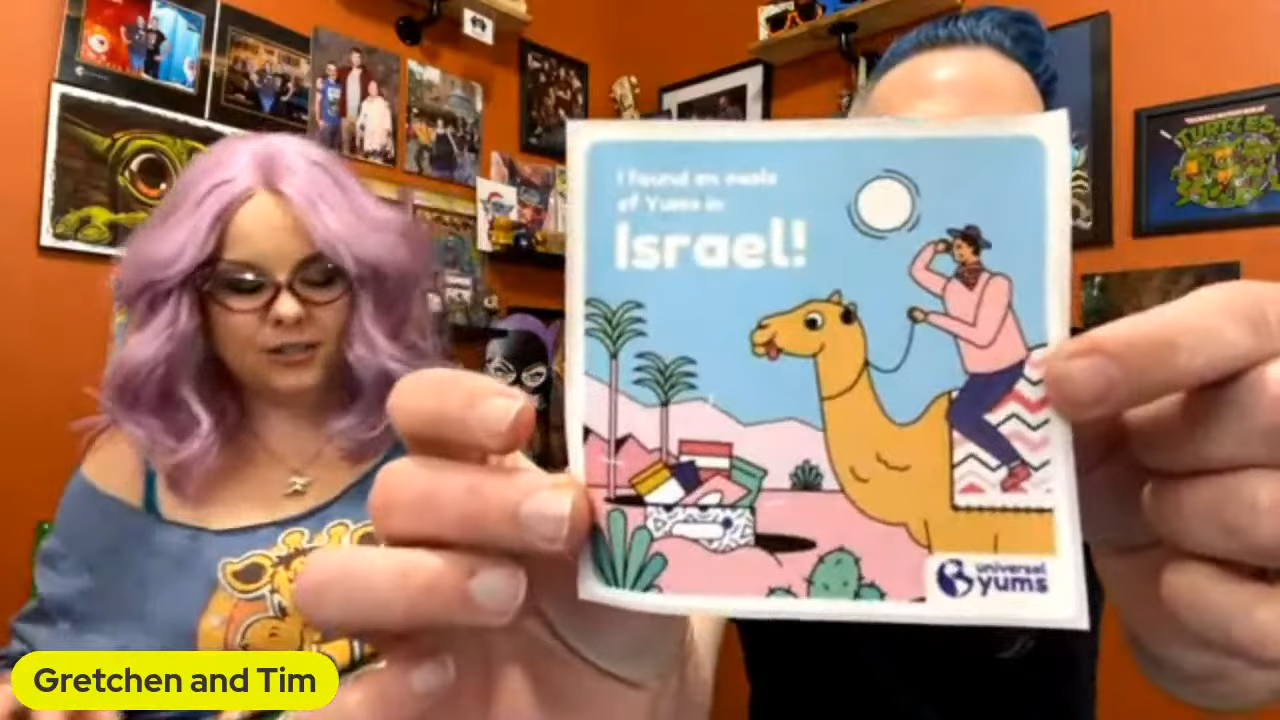 TURTLES
I found an oasis
of Yums in
Israel!
universal
yums
Gretchen and Tim